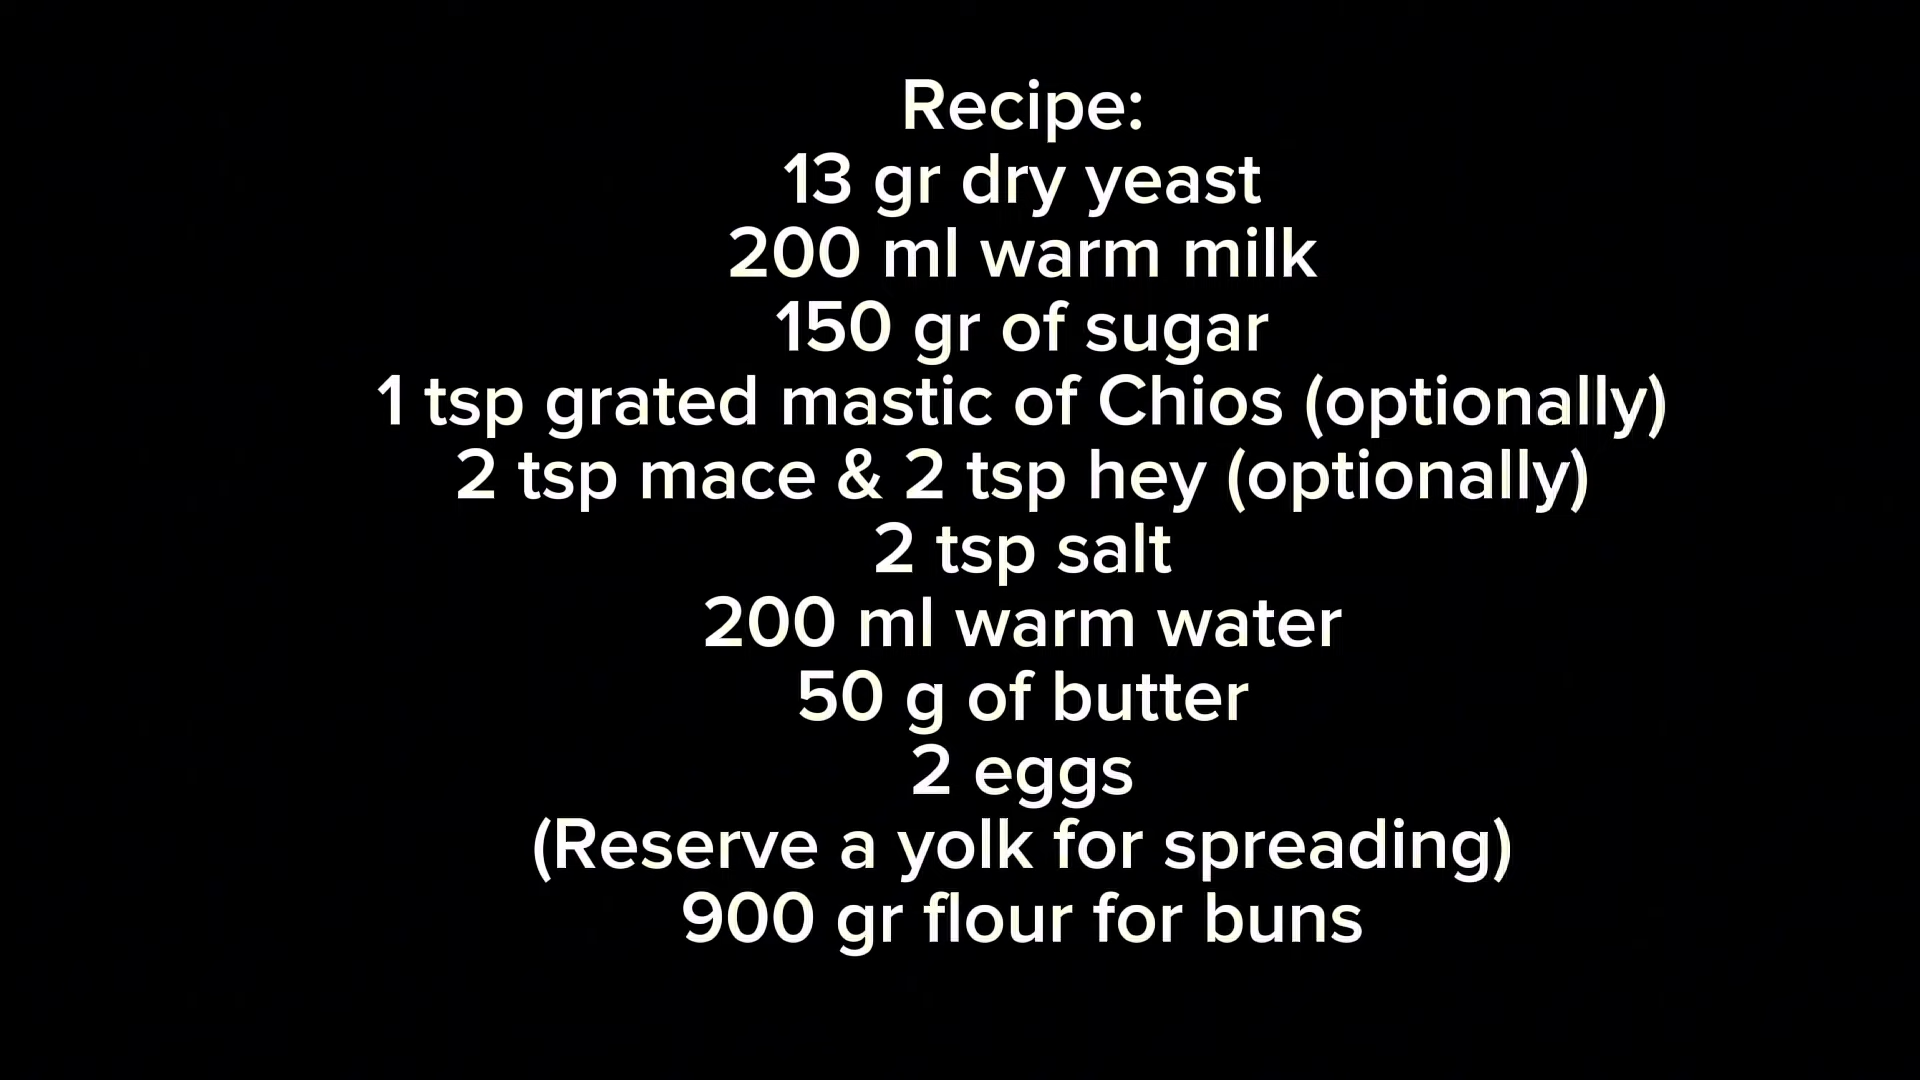 Recipe:
13 gr dry yeast
200 ml warm milk
150 gr of sugar
1 tsp grated mastic of Chios (optionally)
2 tsp mace & 2 tsp hey (optionally)
2 tsp salt
200 ml warm water
50 g of butter
2 eggs
(Reserve a yolk for spreading)
900 gr flour for buns